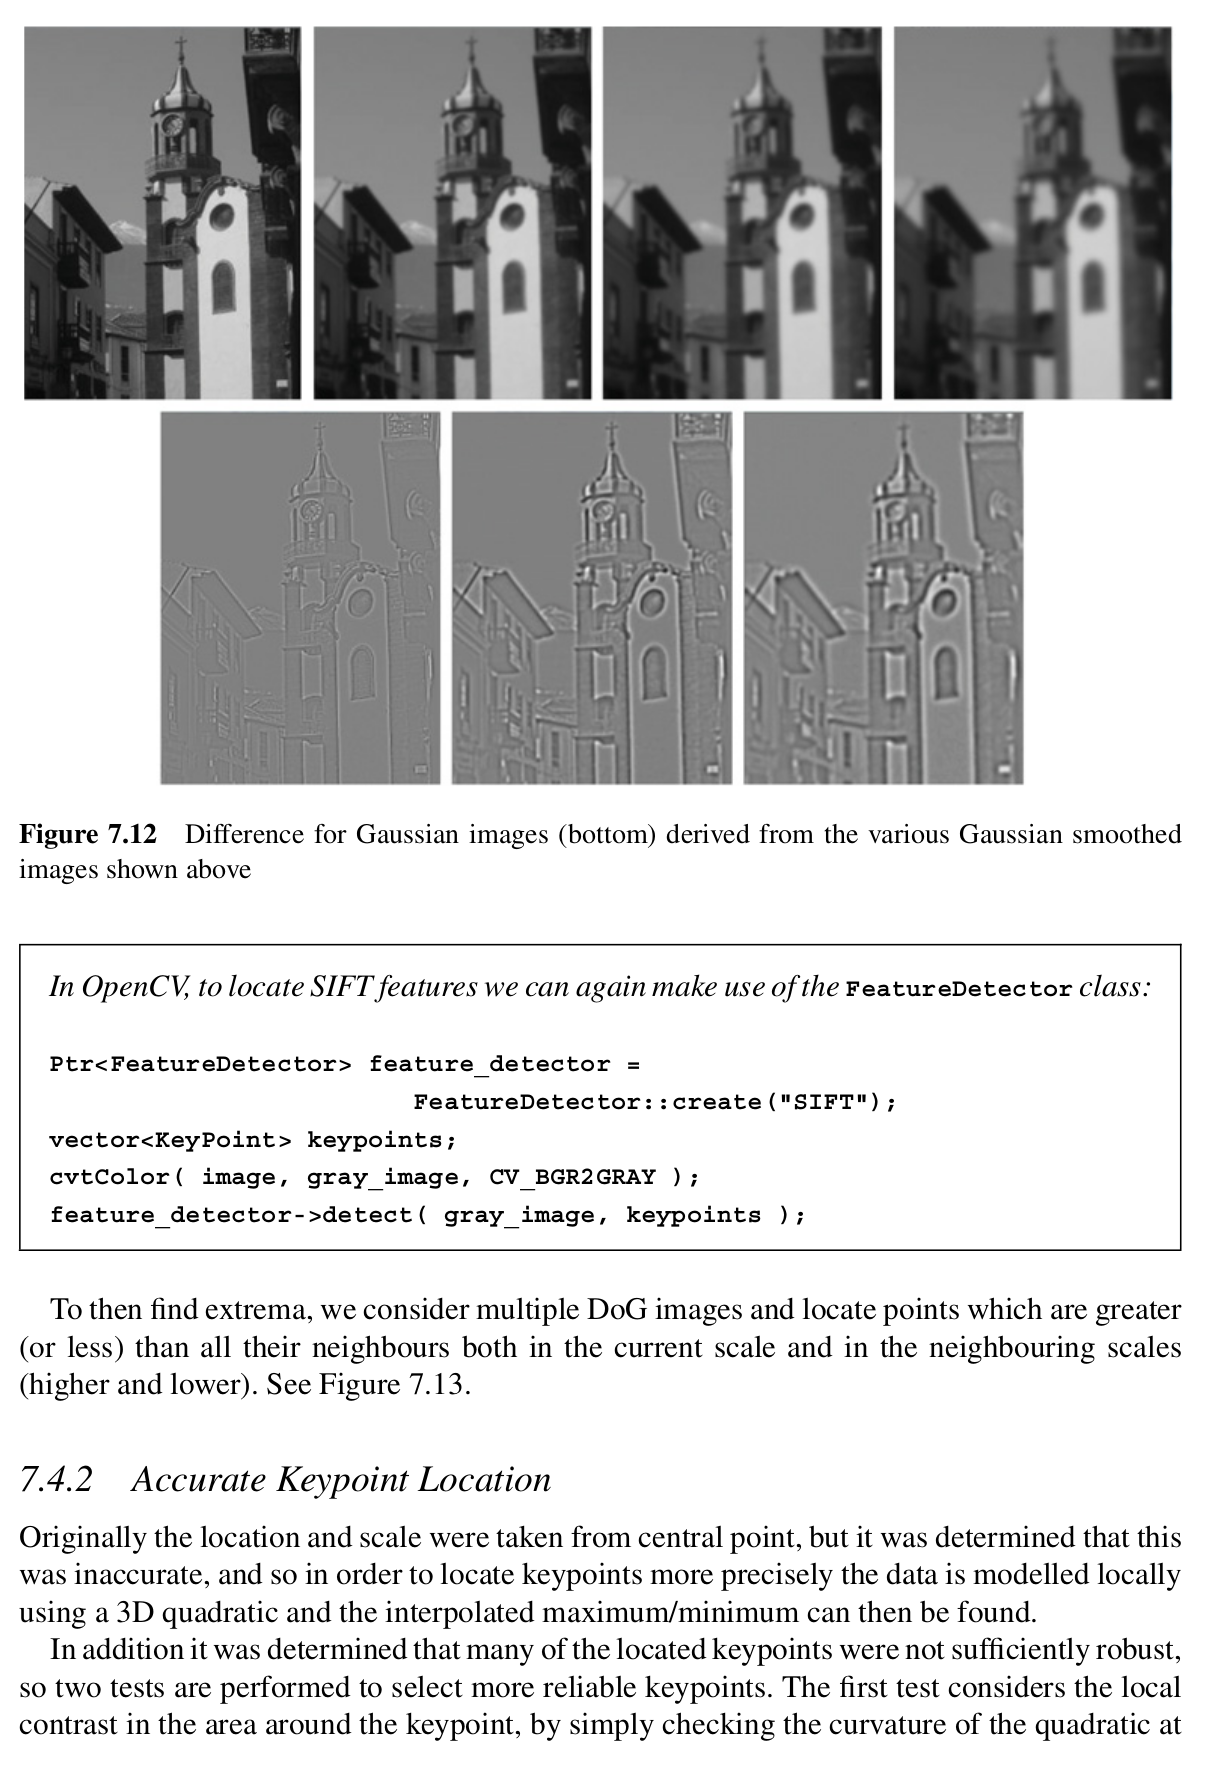 Figure 7.12 Difference for Gaussian images (bottom) derived from the various Gaussian smoothed
images shown above
In OpenCV, to locate SIFT features we can again make use of the FeatureDetector class:
Ptr<FeatureDetector> feature_detector =
FeatureDetector::create("SIFT");
vector<KeyPoint> keypoints;
cvtColor( image, gray_image, CV_BGR2GRAY );
feature_detector->detect( gray_image, keypoints );
To then find extrema, we consider multiple DoG images and locate points which are greater
(or less) than all their neighbours both in the current scale and in the neighbouring scales
(higher and lower). See Figure 7.13.
7.4.2 Accurate Keypoint Location
Originally the location and scale were taken from central point, but it was determined that this
was inaccurate, and so in order to locate keypoints more precisely the data is modelled locally
using a 3D quadratic and the interpolated maximum/minimum can then be found.
In addition it was determined that many of the located keypoints were not sufficiently robust,
so two tests are performed to select more reliable keypoints. The first test considers the local
contrast in the area around the keypoint, by simply checking the curvature of the quadratic at